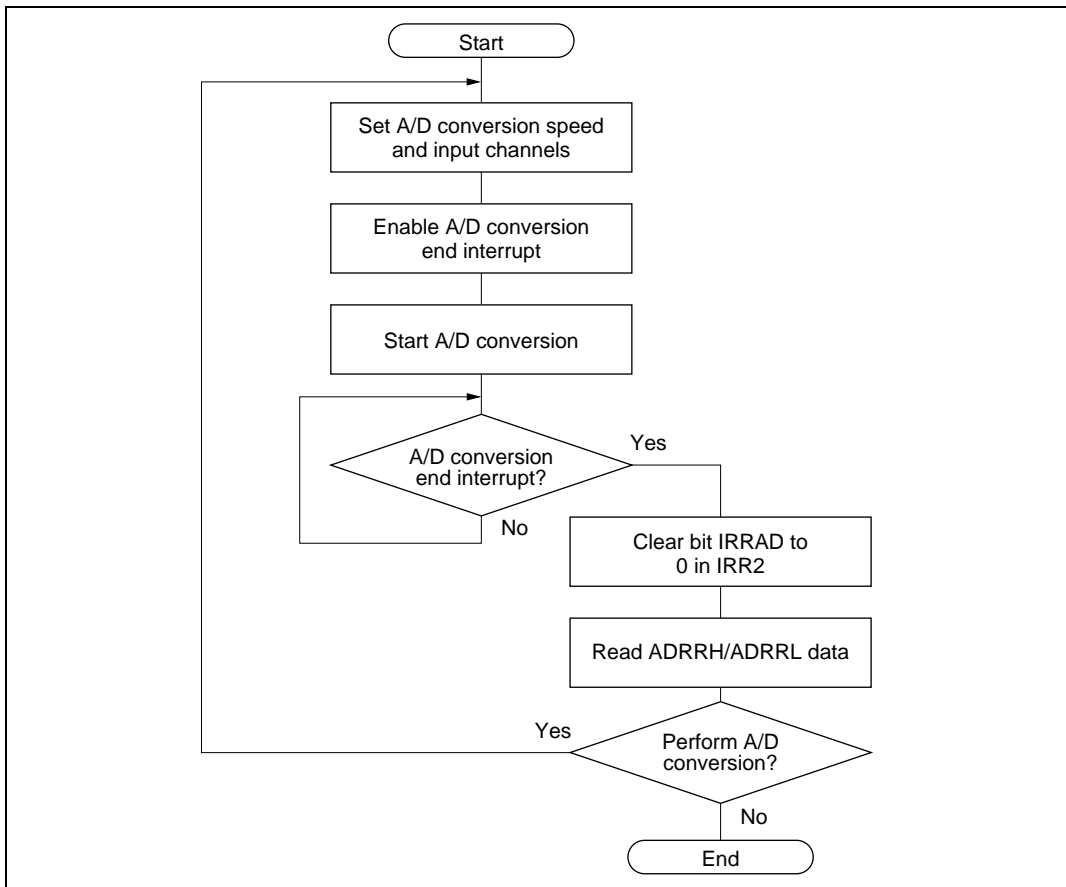 Start
Set A/D conversion speed
and input channels
Enable A/D conversion
end interrupt
Start A/D conversion
A/D conversion
end interrupt?
Yes
No
Clear bit IRRAD to
0 in IRR2
Read ADRRH/ADRRL data
Yes
Perform A/D
conversion?
No
End